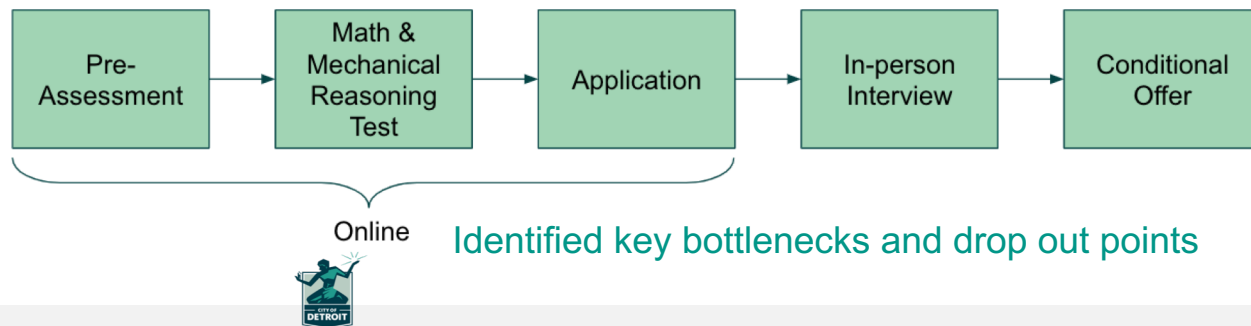 Pre-
Assessment
Math &
Mechanical
Reasoning
Test
Application
In-person
Interview
Conditional
Offer
Online
Identified key bottlenecks and drop out points
CITY OF
DETROIT